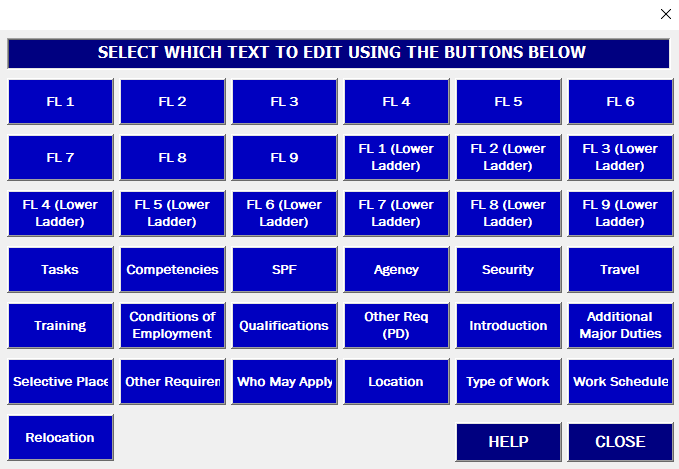 SELECT WHICH TEXT TO EDIT USING THE BUTTONS BELOW
FL 1
FL 2
FL 3
FL 4
FL 5
FL 6
FL 7
FL 8
FL 9
FL 1 (Lower
Ladder)
FL 2 (Lower
Ladder)
FL 3 (Lower
Ladder)
FL 4 (Lower
Ladder)
FL 5 (Lower
Ladder)
FL 6 (Lower
Ladder)
FL 7 (Lower
Ladder)
FL 8 (Lower
Ladder)
FL 9 (Lower
Ladder)
Tasks
Competencies
SPF
Agency
Security
Travel
Training
Conditions of
Employment
Qualifications
Other Req
(PD)
Introduction
Additional
Major Duties
Selective Place
Other Requiren
Who May Apply
Location
Type of Work
Work Schedule
Relocation
HELP
CLOSE